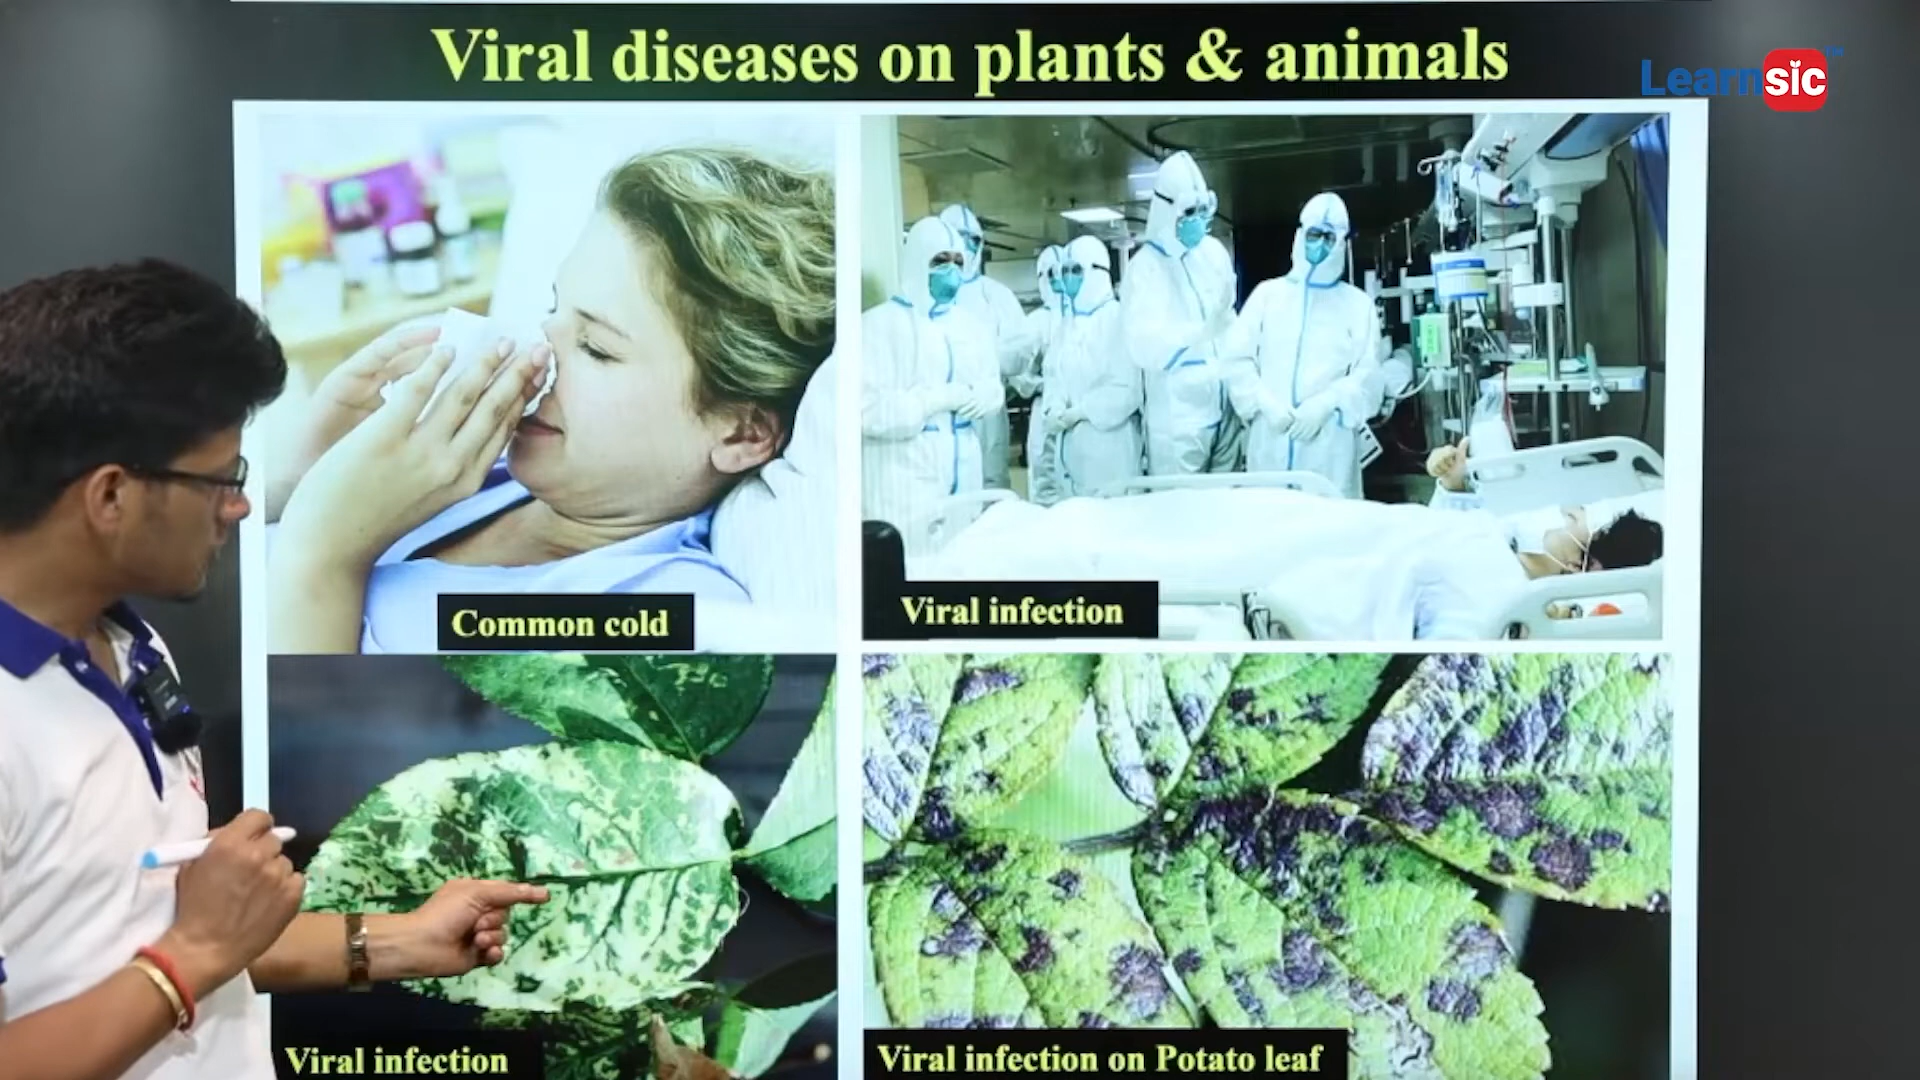 Viral diseases on plants & animals
Learnsic
Common cold
Viral infection
Viral infection
Viral infection on Potato leaf